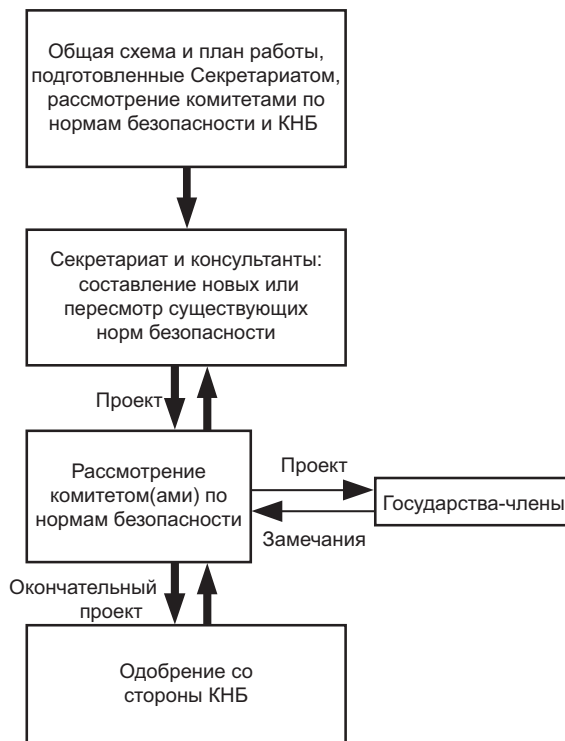 Общая схема и план работы,
подготовленные Секретариатом,
рассмотрение комитетами по
нормам безопасности и КНБ
Секретариат и консультанты:
составление новых или
пересмотр существующих
норм безопасности
Проект
Рассмотрение
комитетом(ами) по
нормам безопасности
Проект
Государства-члены
Замечания
Окончательный
проект
Одобрение со
стороны КНБ